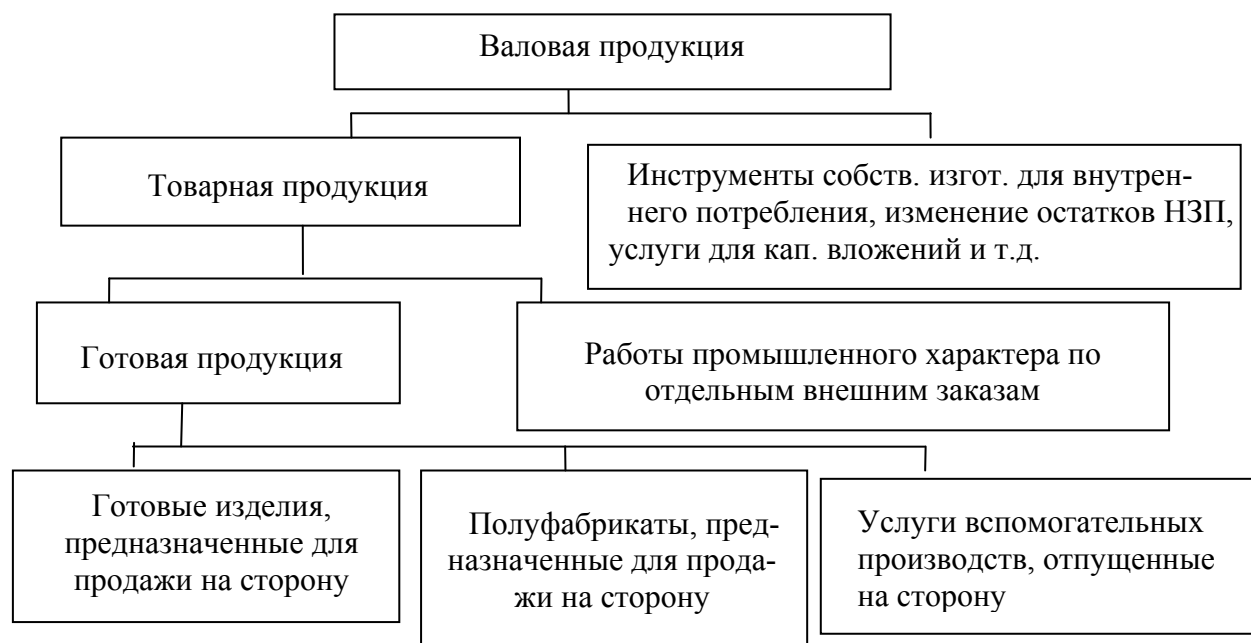 Валовая продукция
Товарная продукция
Инструменты собств. изгот. для внутрен-
него потребления, изменение остатков НЗП,
услуги для кап. вложений и т.д.
Готовая продукция
Работы промышленного характера по
отдельным внешним заказам
Готовые изделия,
предназначенные для
продажи на сторону
Полуфабрикаты, пред-
назначенные для прода-
жи на сторону
Услуги вспомогательных
производств, отпущенные
на сторону